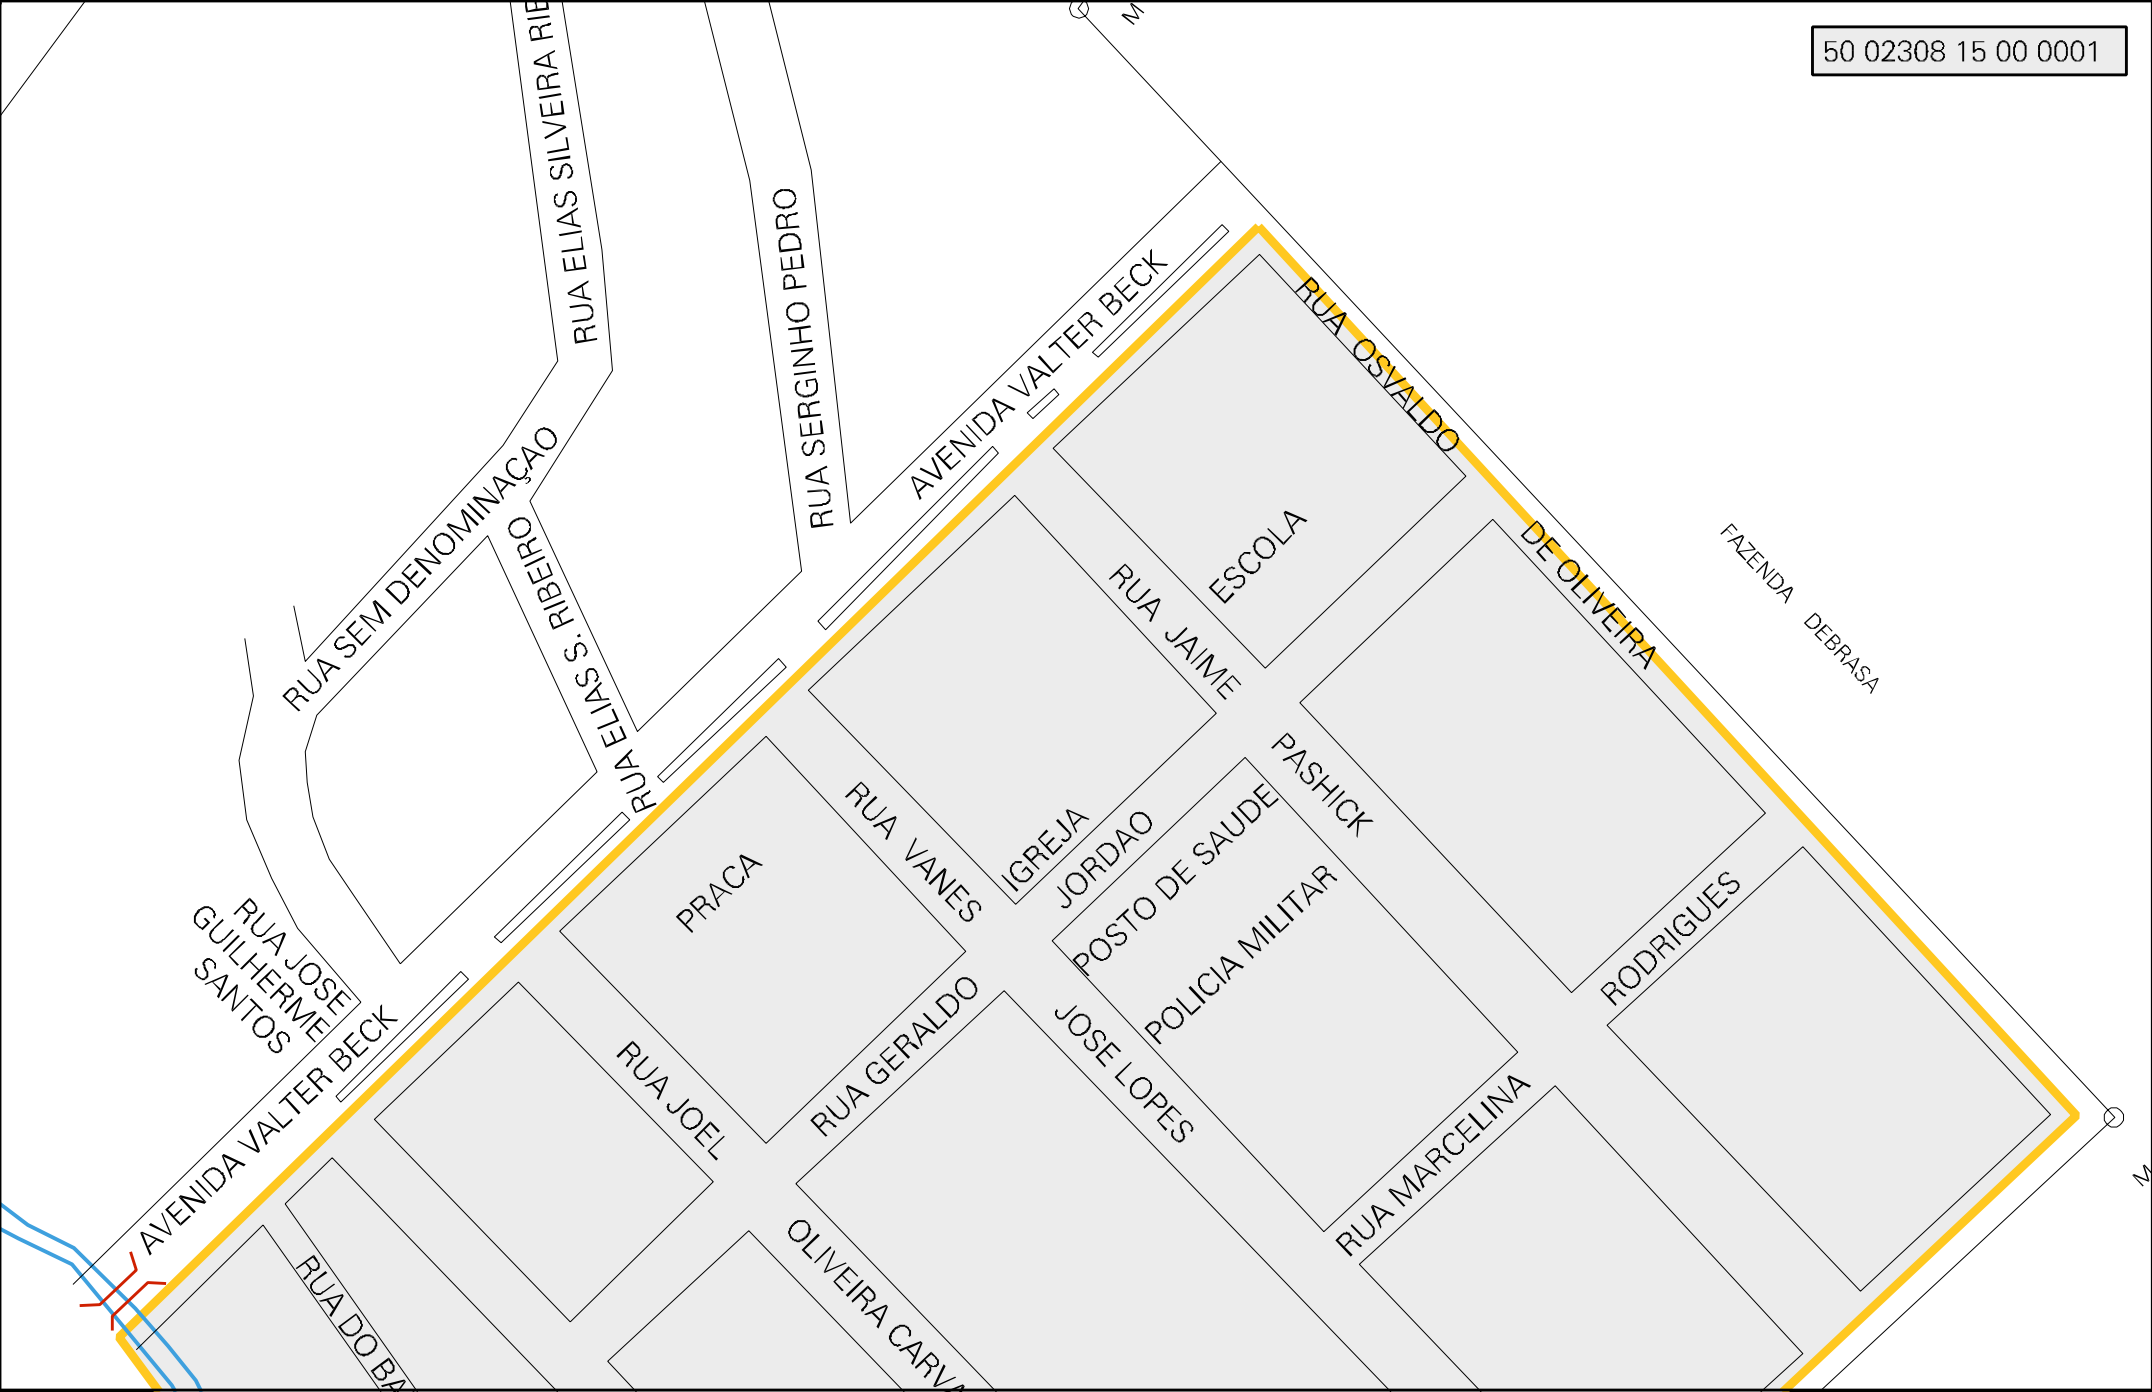 50 02308 15 00 0001
M
RUA ELIAS SILVEIRA RIB
RUA SERGINHO PEDRO
AVENIDA VALTER BECK
RUA OSVALDO
DE OLIVEIRA
FAZENDA DEBRASA
RUA SEM DENOMINAÇAO
RUA ELIAS S. RIBEIRO
ESCOLA
RUA JAIME
PASHICK
RUA VANES
JOSE LOPES
IGREJA
JORDAO
POSTO DE SAUDE
POLICIA MILITAR
PRACA
RODRIGUES
RUA JOSE
GUILHERME
SANTOS
AVENIDA VALTER BECK
RUA GERALDO
RUA JOEL
OLIVEIRA CARVA
RUA MARCELINA
RUA DO BA
M